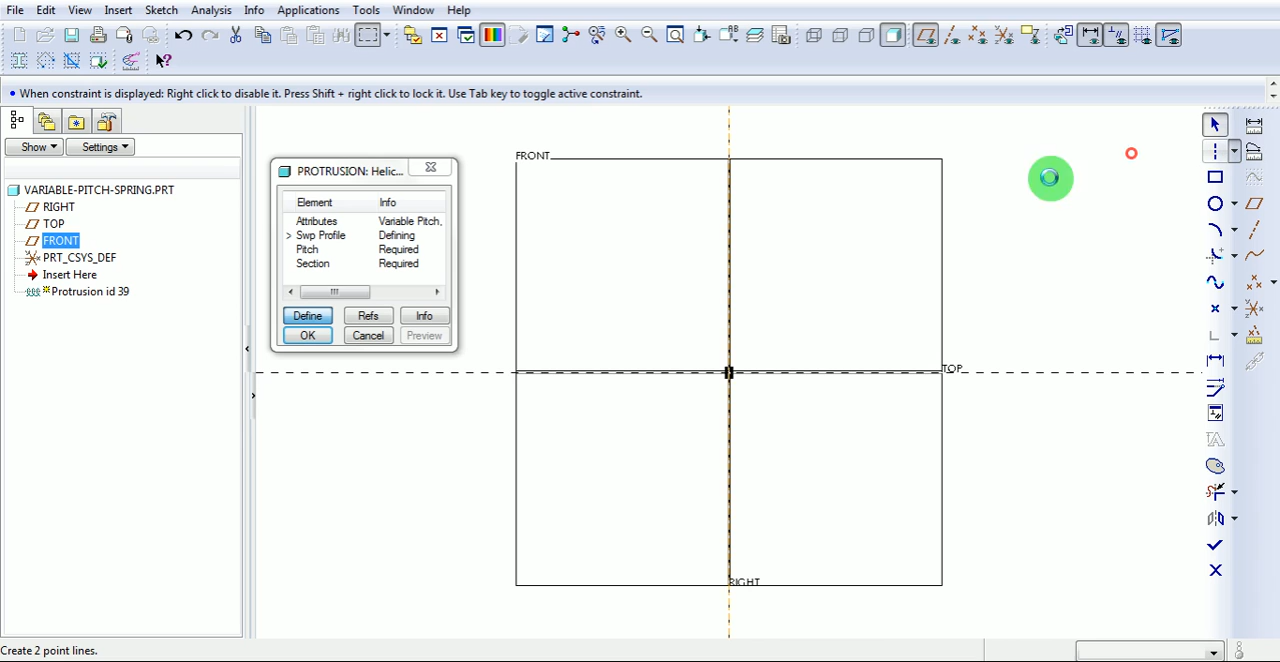 File Edit View Insert Sketch Analysis Info Applications Tools Window Help
When constraint is displayed: Right click to disable it. Press Shift + right click to lock it. Use Tab key to toggle active constraint.
Show Settings
VARIABLE-PITCH-SPRING.PRT
RIGHT
TOP
FRONT
PRT_CSYS_DEF
Insert Here
Protrusion id 39
PROTRUSION: Helic...
Element Info
Attributes Variable Pitch,
> Swp Profile Defining
Pitch Required
Section Required
Define Refs Info
OK Cancel Preview
FRONT
TOP
RIGHT
Create 2 point lines.